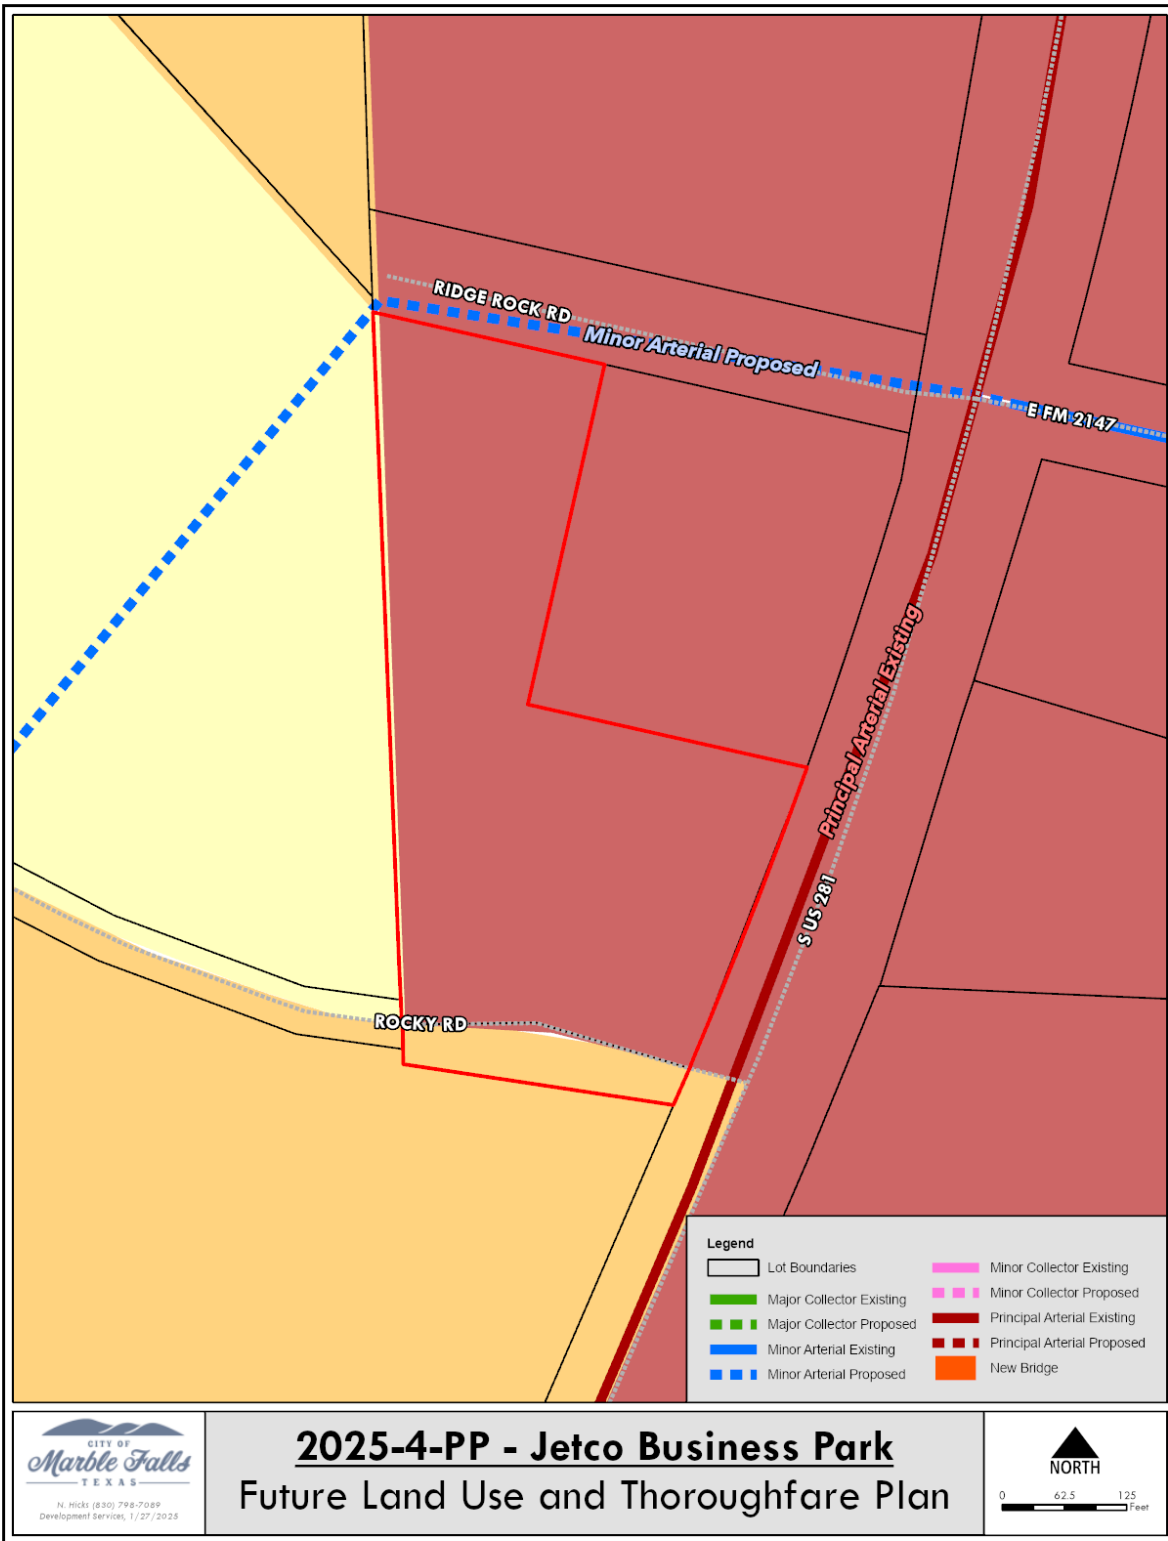 RIDGE ROCK RD
Minor Arterial Proposed
E FM 2147
Principal Arterial Existing
S US 281
ROCKY RD
Legend
Lot Boundaries
Major Collector Existing
Major Collector Proposed
Minor Arterial Existing
Minor Arterial Proposed
Minor Collector Existing
Minor Collector Proposed
Principal Arterial Existing
Principal Arterial Proposed
New Bridge
CITY OF
Marble Falls
TEXAS
N. Hicks (830) 798-7089
Development Services, 1/27/2025
2025-4-PP - Jetco Business Park
Future Land Use and Thoroughfare Plan
NORTH
0 62.5 125
Feet